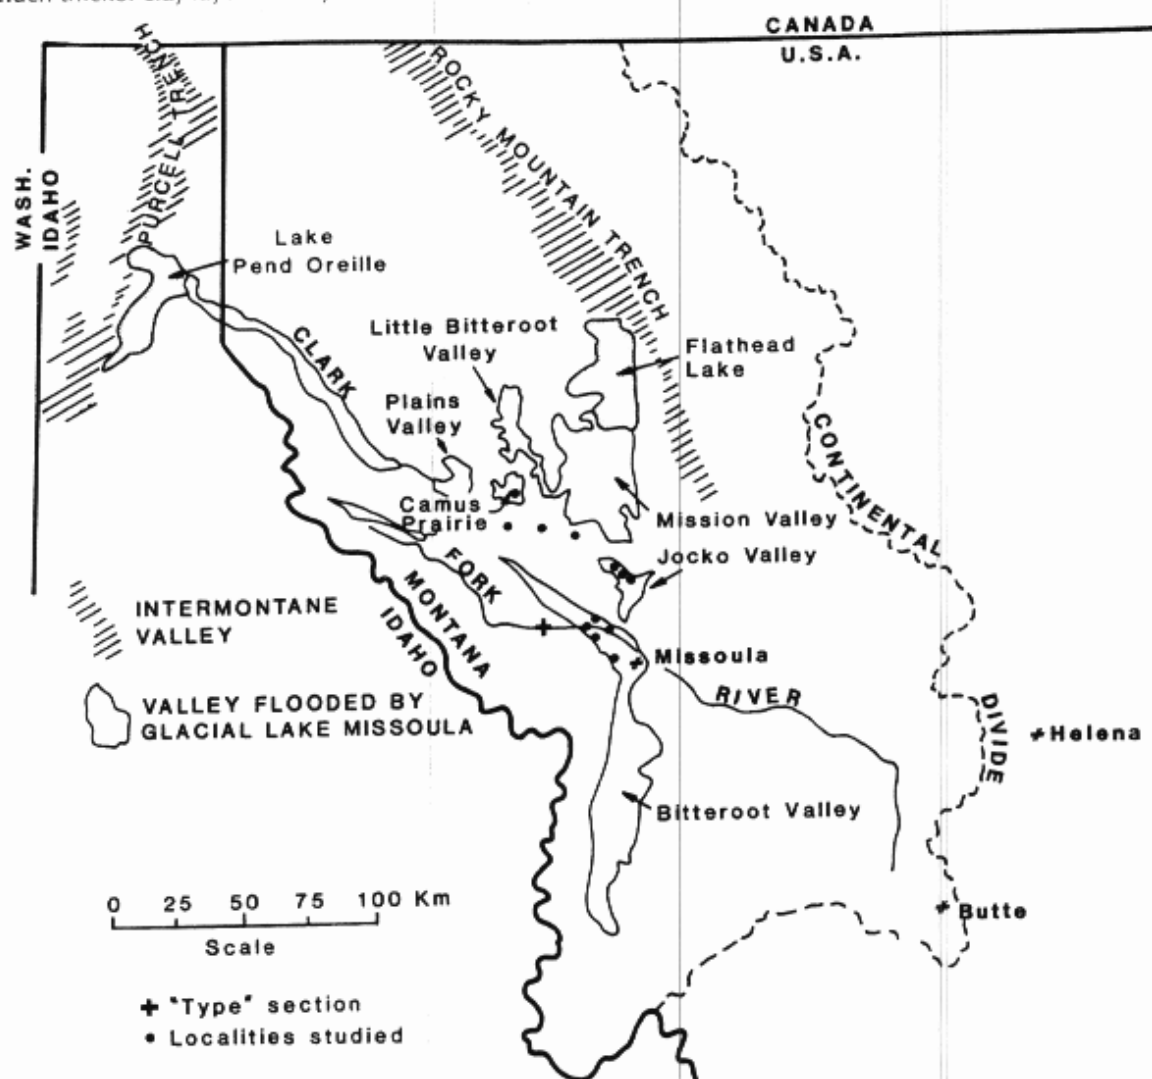 CANADA
U.S.A.
PURCELL TRENCH
ROCKY MOUNTAIN TRENCH
WASH.
IDAHO
Lake
Pend Oreille
CLARK
Little Bitteroot
Valley
Flathead
Lake
Plains
Valley
CONTINENTAL
Camus
Prairie
Mission Valley
FORK
Jocko Valley
MONTANA
IDAHO
INTERMONTANE
VALLEY
Missoula
RIVER
VALLEY FLOODED BY
GLACIAL LAKE MISSOULA
DIVIDE
Helena
Bitteroot Valley
0 25 50 75 100 Km
Scale
Butte
"Type" section
Localities studied